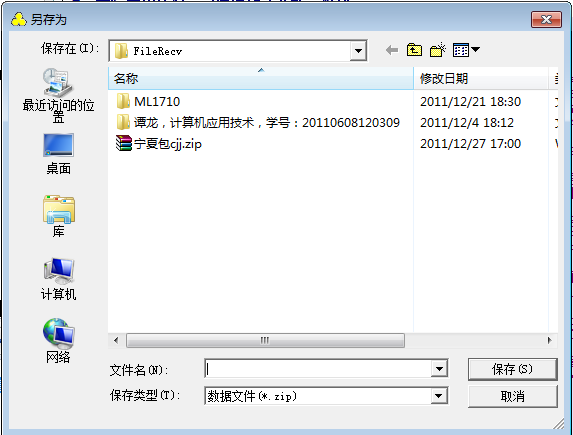 另存为
保存在(I):
FileRecv
最近访问的位置
桌面
库
计算机
网络
名称
修改日期
ML1710
2011/12/21 18:30
谭龙，计算机应用技术，学号：20110608120309
2011/12/4 18:12
宁夏包cjj.zip
2011/12/27 17:00
文件名(N):
保存(S)
保存类型(T):
数据文件(*.zip)
取消